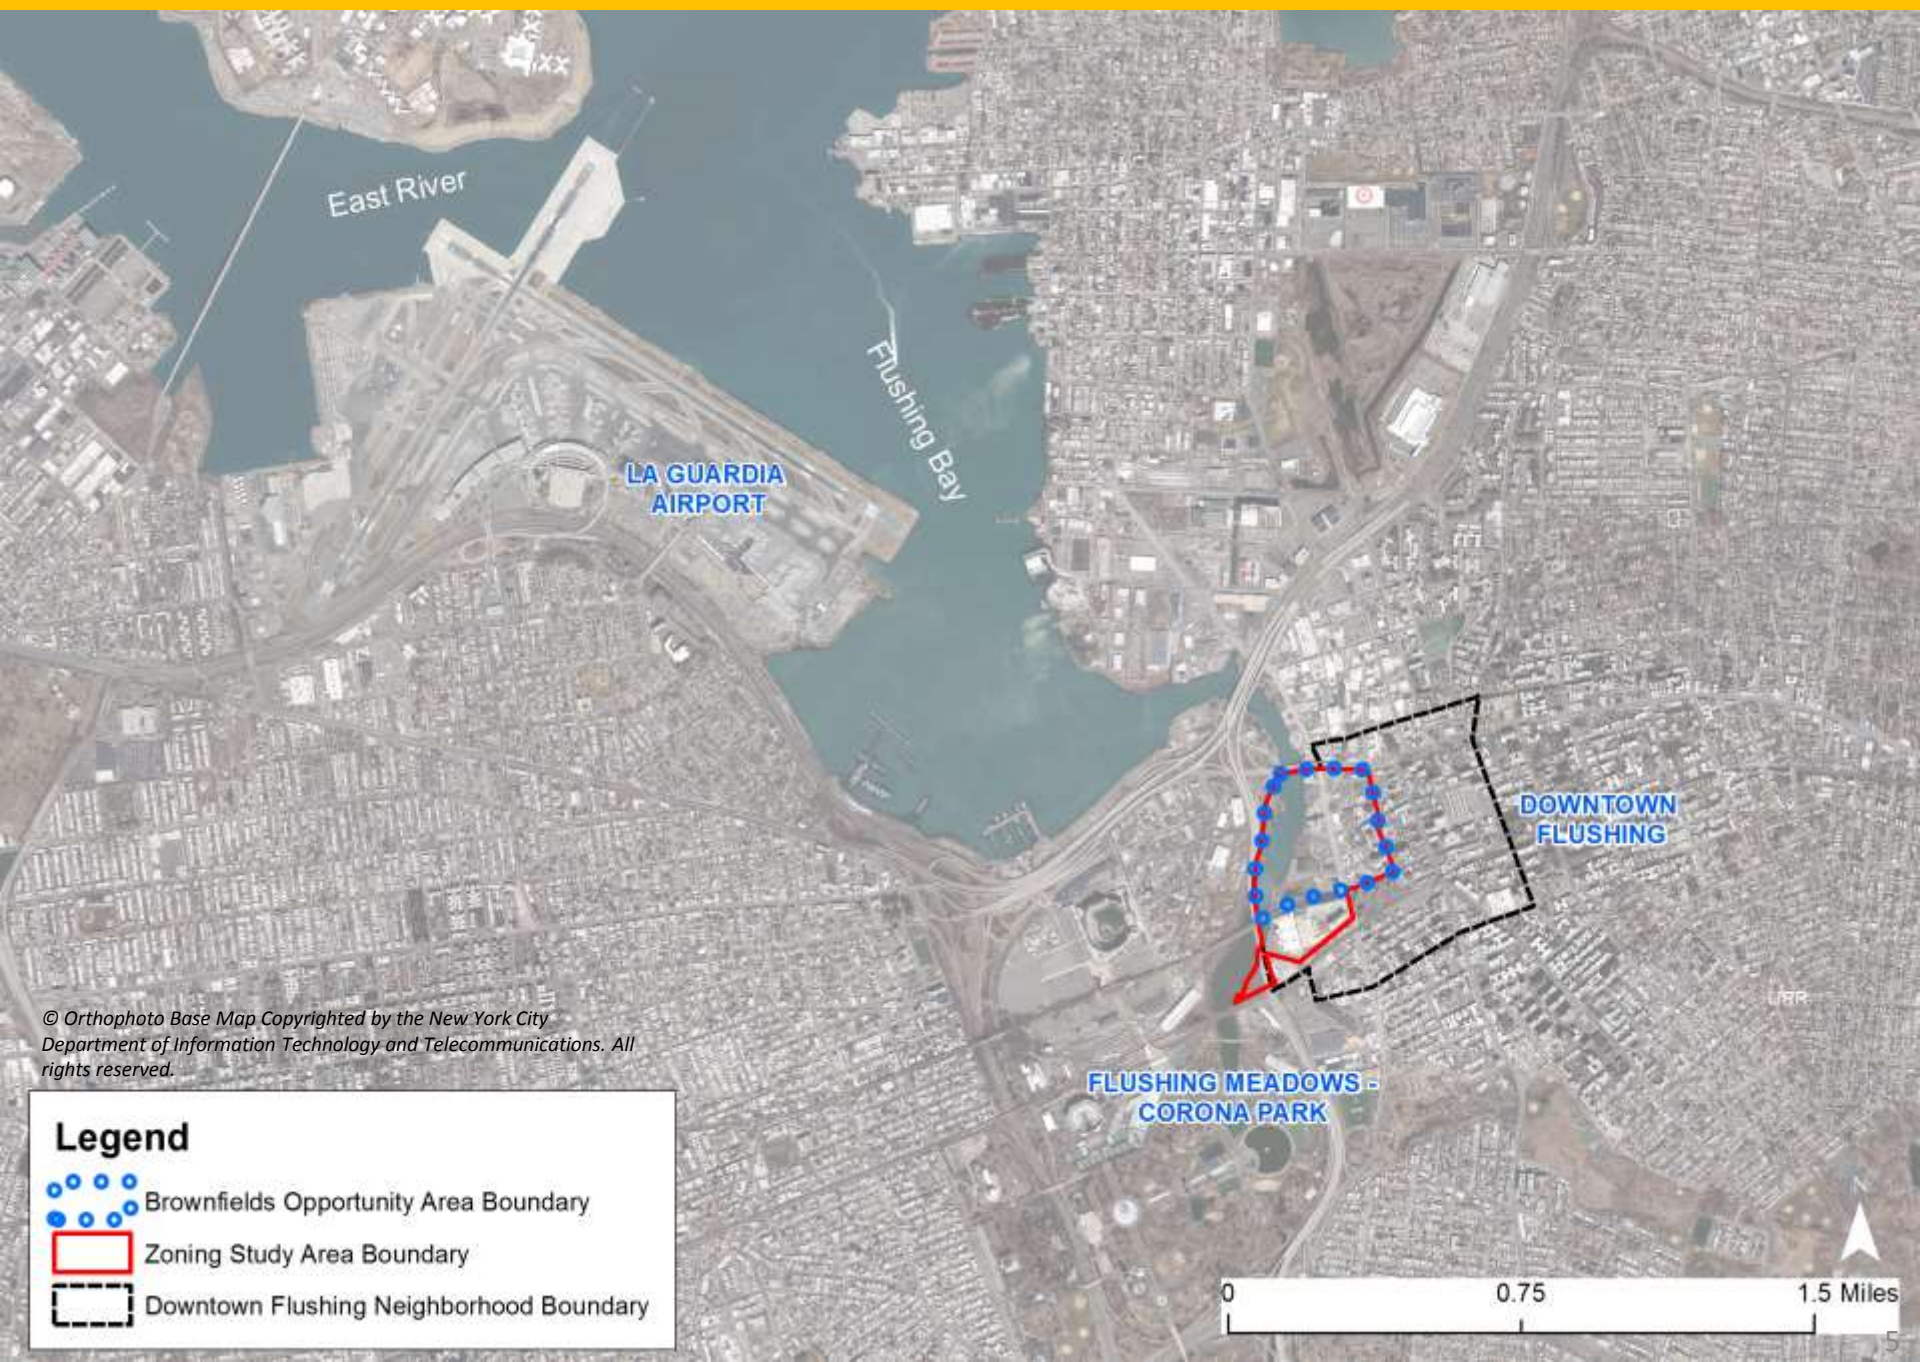 East River
Flushing Bay
LA GUARDIA
AIRPORT
DOWNTOWN
FLUSHING
© Orthophoto Base Map Copyrighted by the New York City
Department of Information Technology and Telecommunications. All
rights reserved.
FLUSHING MEADOWS -
CORONA PARK
Legend
Brownfields Opportunity Area Boundary
Zoning Study Area Boundary
Downtown Flushing Neighborhood Boundary
N
0 0.75 1.5 Miles
5